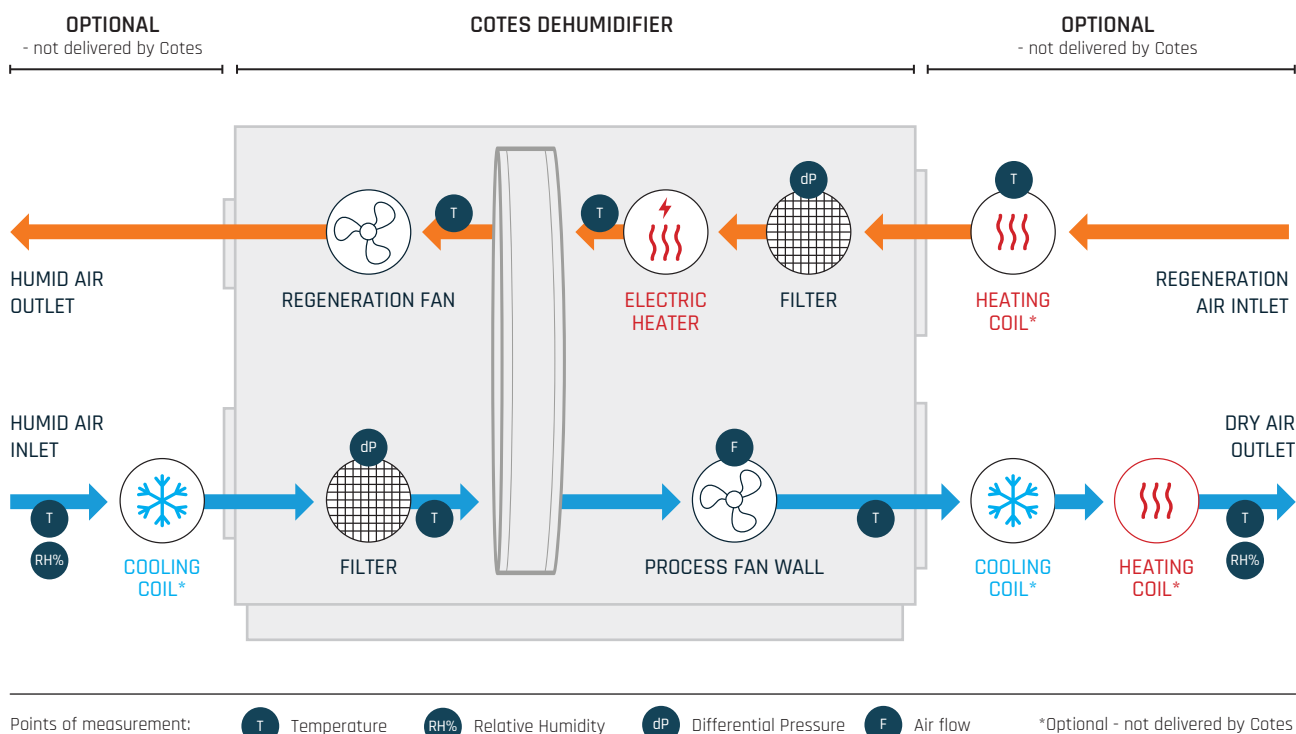 OPTIONAL
- not delivered by Cotes
COTES DEHUMIDIFIER
OPTIONAL
- not delivered by Cotes
dP
T
T
T
T
HUMID AIR
OUTLET
REGENERATION FAN
ELECTRIC
HEATER
FILTER
HEATING
COIL*
REGENERATION
AIR INTLET
HUMID AIR
INLET
dP
F
DRY AIR
OUTLET
T
RH%
T
T
T
RH%
COOLING
COIL*
FILTER
PROCESS FAN WALL
COOLING
COIL*
HEATING
COIL*
Points of measurement:
T Temperature
RH% Relative Humidity
dP Differential Pressure
F Air flow
*Optional - not delivered by Cotes